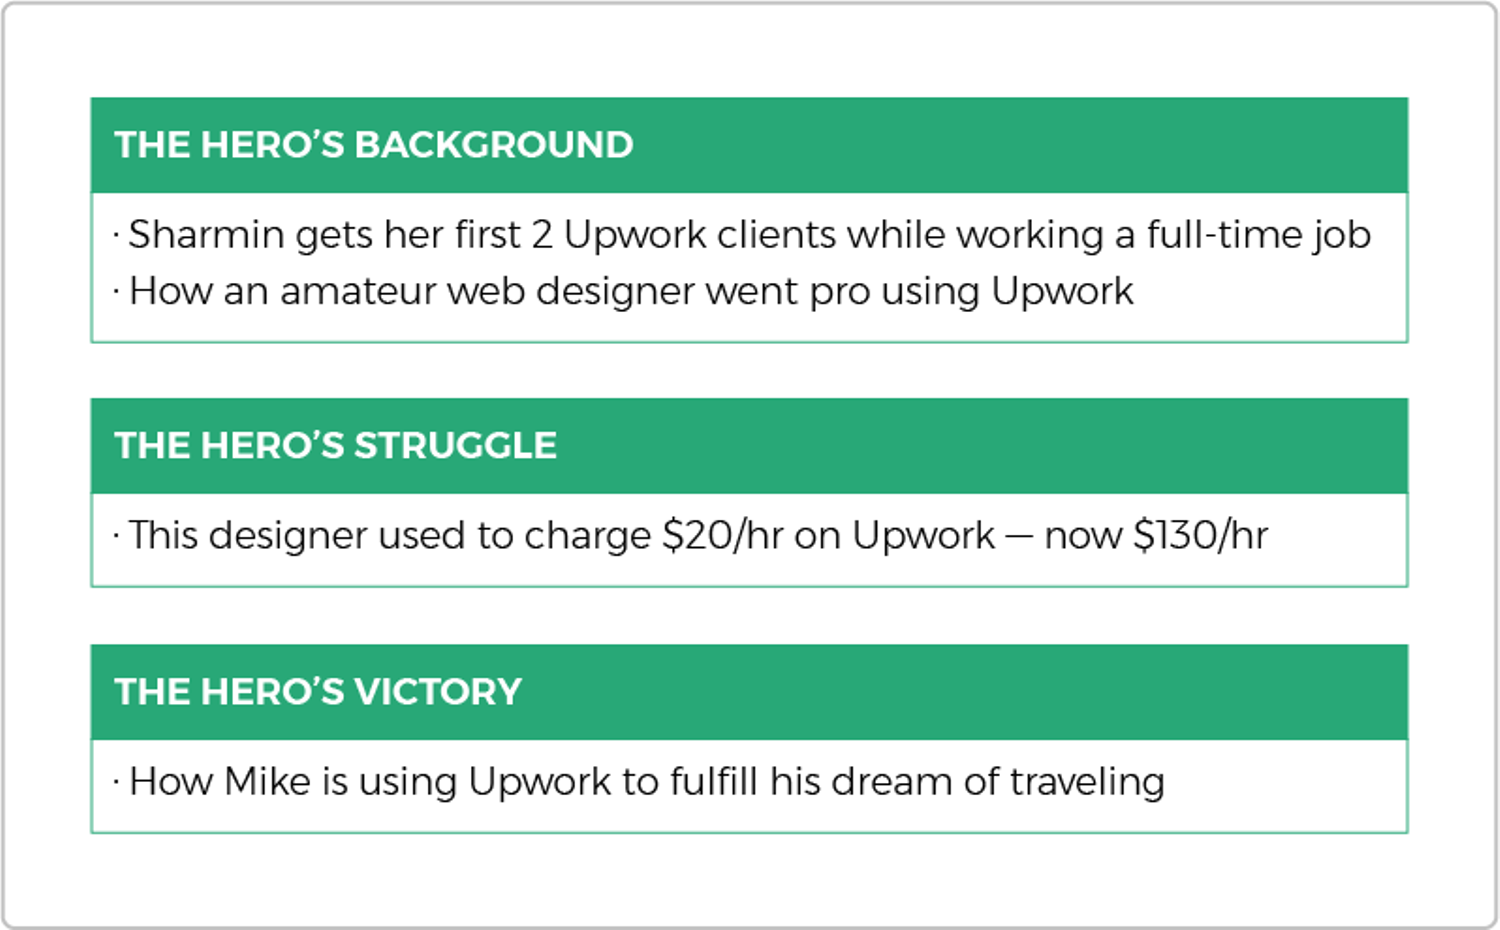 THE HERO’S BACKGROUND
· Sharmin gets her first 2 Upwork clients while working a full-time job
· How an amateur web designer went pro using Upwork
THE HERO’S STRUGGLE
· This designer used to charge $20/hr on Upwork — now $130/hr
THE HERO’S VICTORY
· How Mike is using Upwork to fulfill his dream of traveling